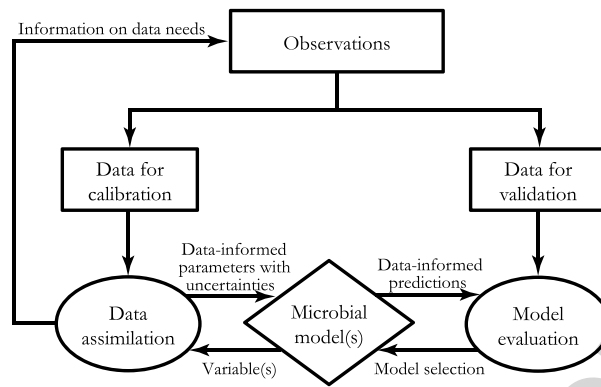 Information on data needs
Observations
Data for
calibration
Data for
validation
Data-informed
parameters with
uncertainties
Data-informed
predictions
Data
assimilation
Microbial
model(s)
Model
evaluation
Variable(s)
Model selection